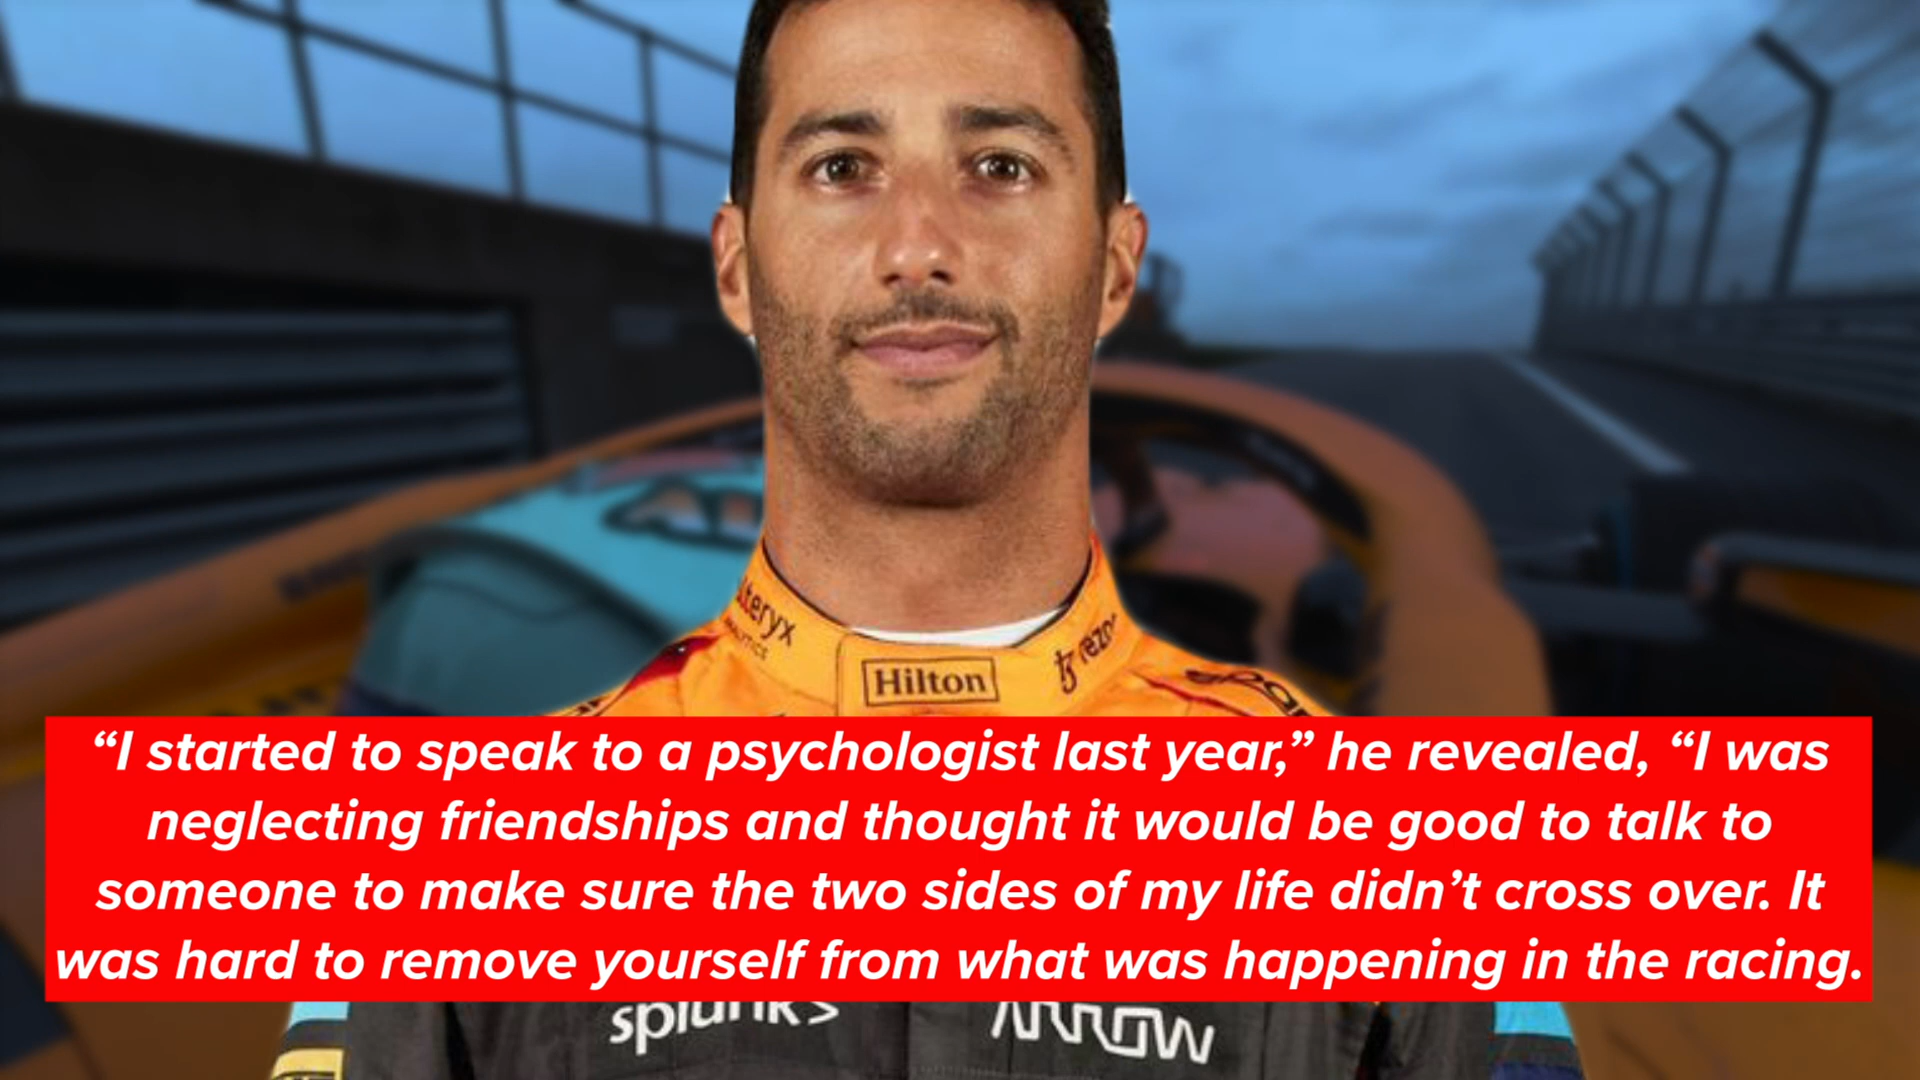 Hilton
“I started to speak to a psychologist last year,” he revealed, “I was
neglecting friendships and thought it would be good to talk to
someone to make sure the two sides of my life didn’t cross over. It
was hard to remove yourself from what was happening in the racing.
splunk>
ARROW